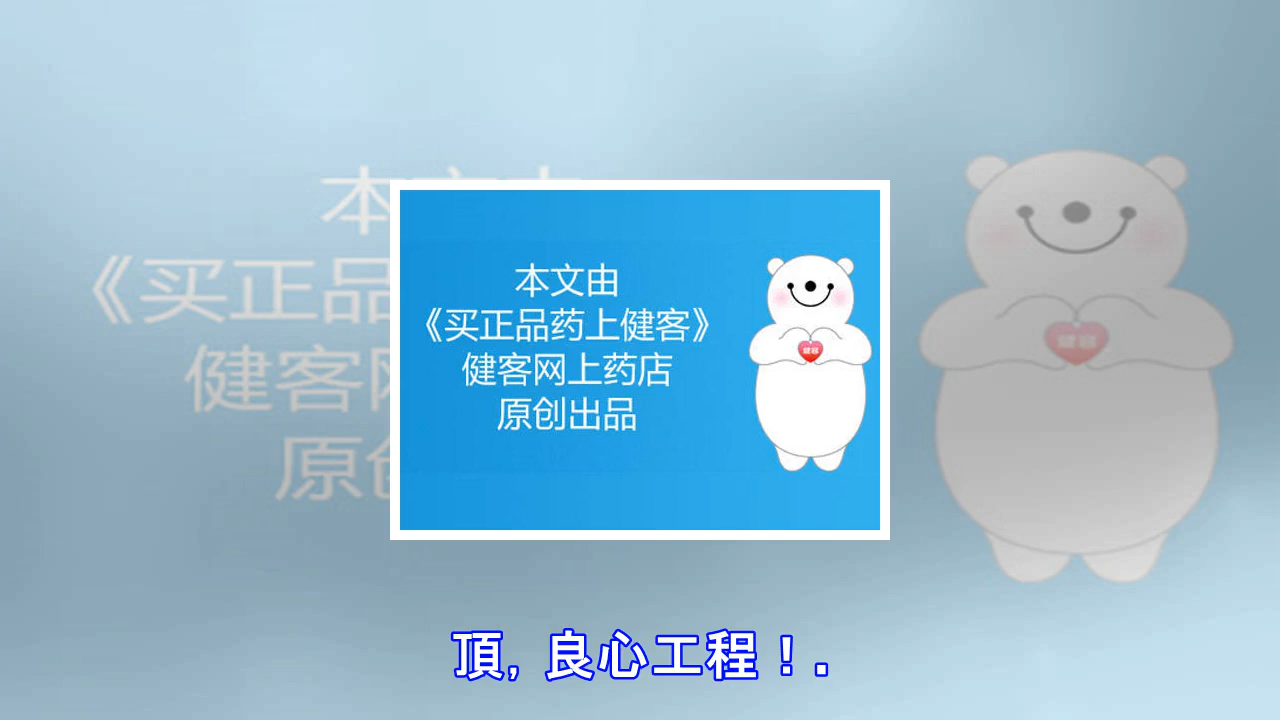 本文由
《买正品药上健客》
健客网上药店
原创出品
頂, 良心工程！.